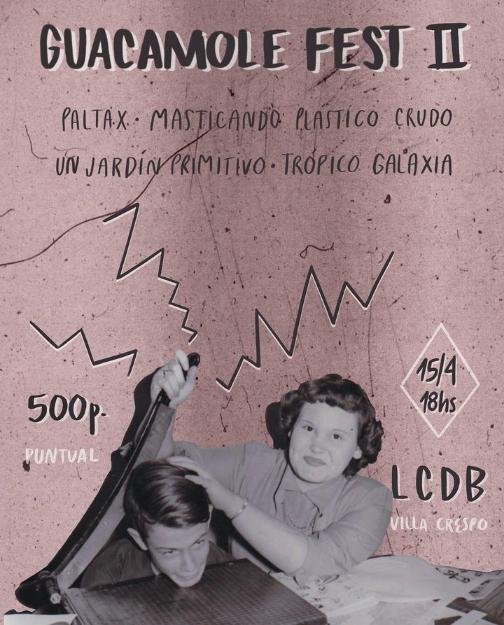 GUACAMOLE FEST II
PALTAX · MASTICANDO PLASTICO CRUDO
UN JARDÍN PRIMITIVO · TRÓPICO GALAXIA
15/4
18hs
500p.
PUNTUAL
LCDB
VILLA CRESPO